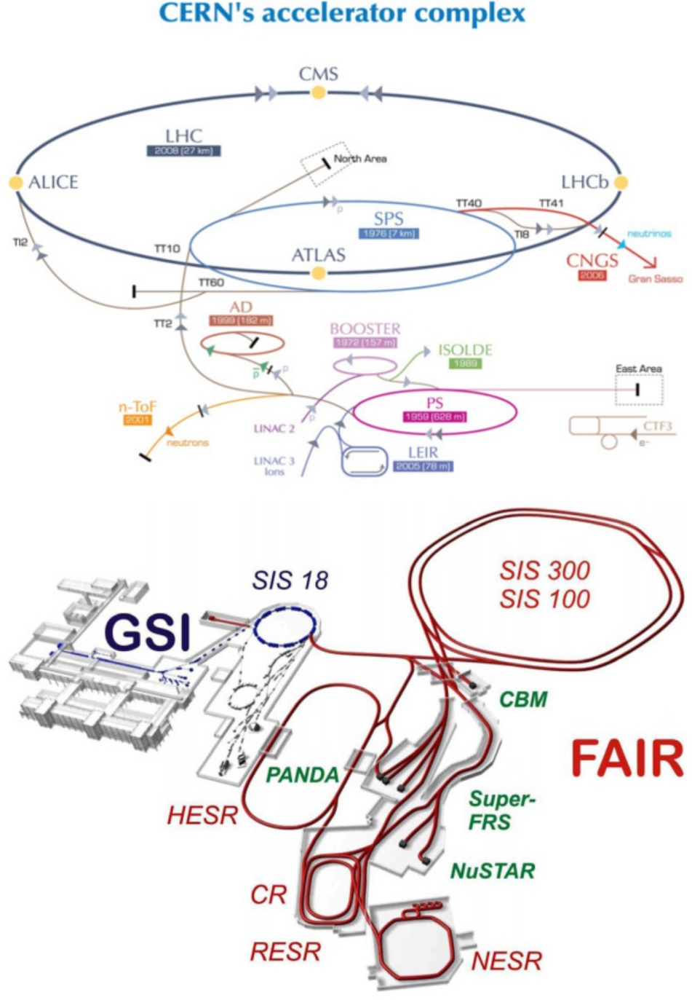 CERN's accelerator complex
CMS
LHC
2008 (27 km)
North Area
ALICE
LHCb
p
TT40
TT41
SPS
1976 (7 km)
TI8
neutrinos
TI2
TT10
ATLAS
CNGS
2006
Gran Sasso
TT60
AD
1999 (182 m)
TT2
BOOSTER
1972 (157 m)
ISOLDE
1989
p̅
p
East Area
n-ToF
2001
PS
1959 (628 m)
p
LINAC 2
neutrons
CTF3
e-
LINAC 3
Ions
LEIR
2005 (78 m)
SIS 18
SIS 300
SIS 100
GSI
CBM
FAIR
PANDA
HESR
Super-
FRS
NuSTAR
CR
RESR
NESR